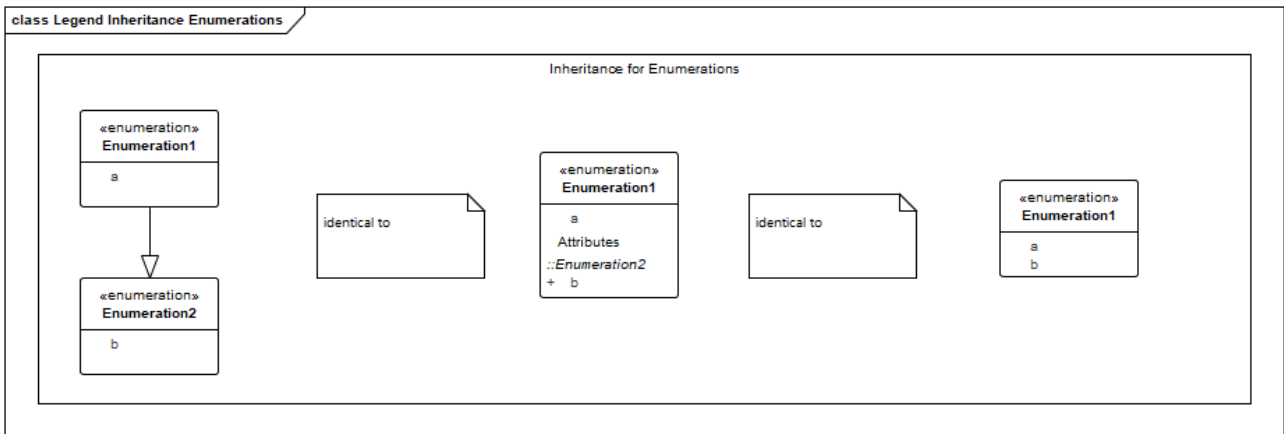 class Legend Inheritance Enumerations
Inheritance for Enumerations
«enumeration»
Enumeration1
a
«enumeration»
Enumeration2
b
identical to
«enumeration»
Enumeration1
a
Attributes
::Enumeration2
+ b
identical to
«enumeration»
Enumeration1
a
b